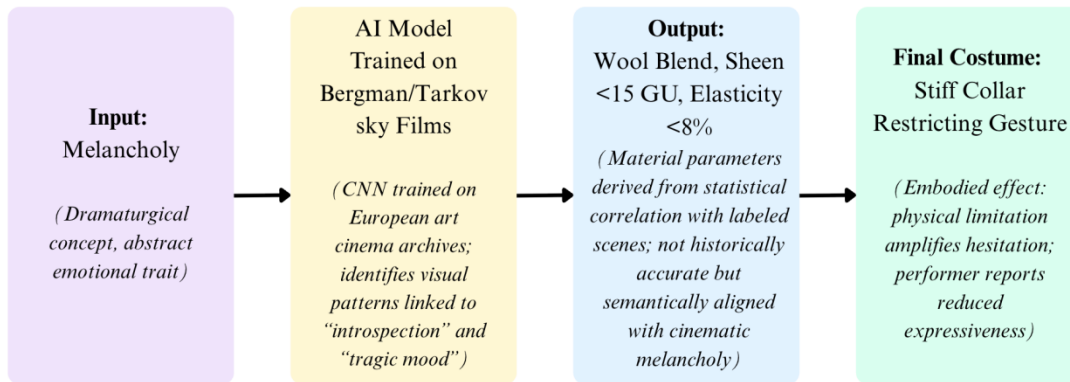 Input:
Melancholy
(Dramaturgical
concept, abstract
emotional trait)
AI Model
Trained on
Bergman/Tarkov
sky Films
(CNN trained on
European art
cinema archives;
identifies visual
patterns linked to
“introspection” and
“tragic mood”)
Output:
Wool Blend, Sheen
<15 GU, Elasticity
<8%
(Material parameters
derived from statistical
correlation with labeled
scenes; not historically
accurate but
semantically aligned
with cinematic
melancholy)
Final Costume:
Stiff Collar
Restricting Gesture
(Embodied effect:
physical limitation
amplifies hesitation;
performer reports
reduced
expressiveness)